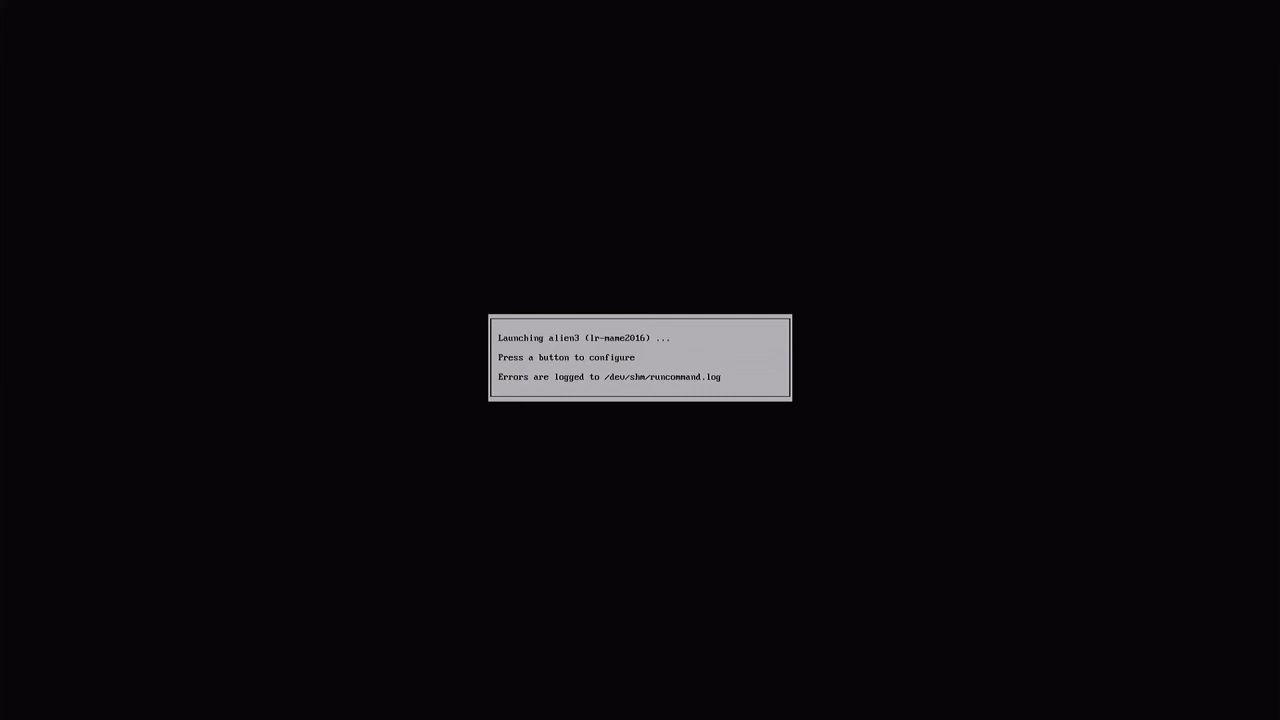 Launching alien3 (lr-mame2016) ...
Press a button to configure
Errors are logged to /dev/shm/runcommand.log